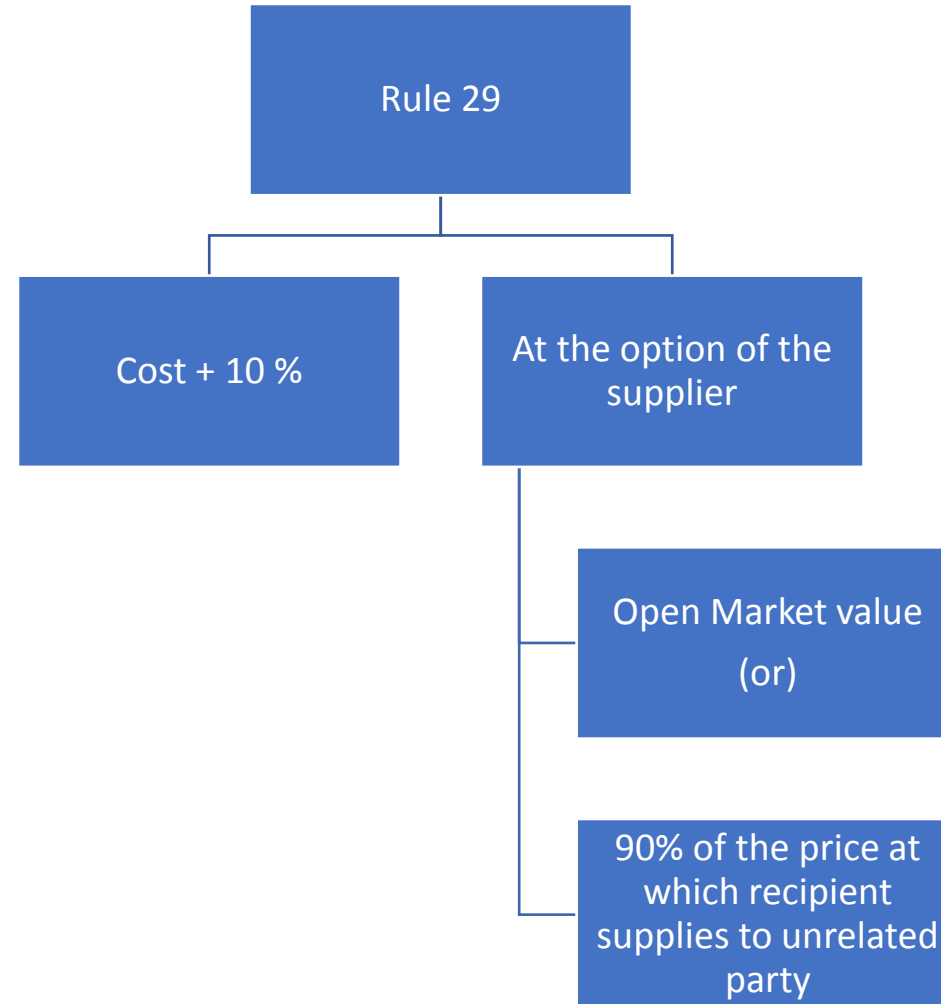 Rule 29
Cost + 10 %
At the option of the
supplier
Open Market value
(or)
90% of the price at
which recipient
supplies to unrelated
party